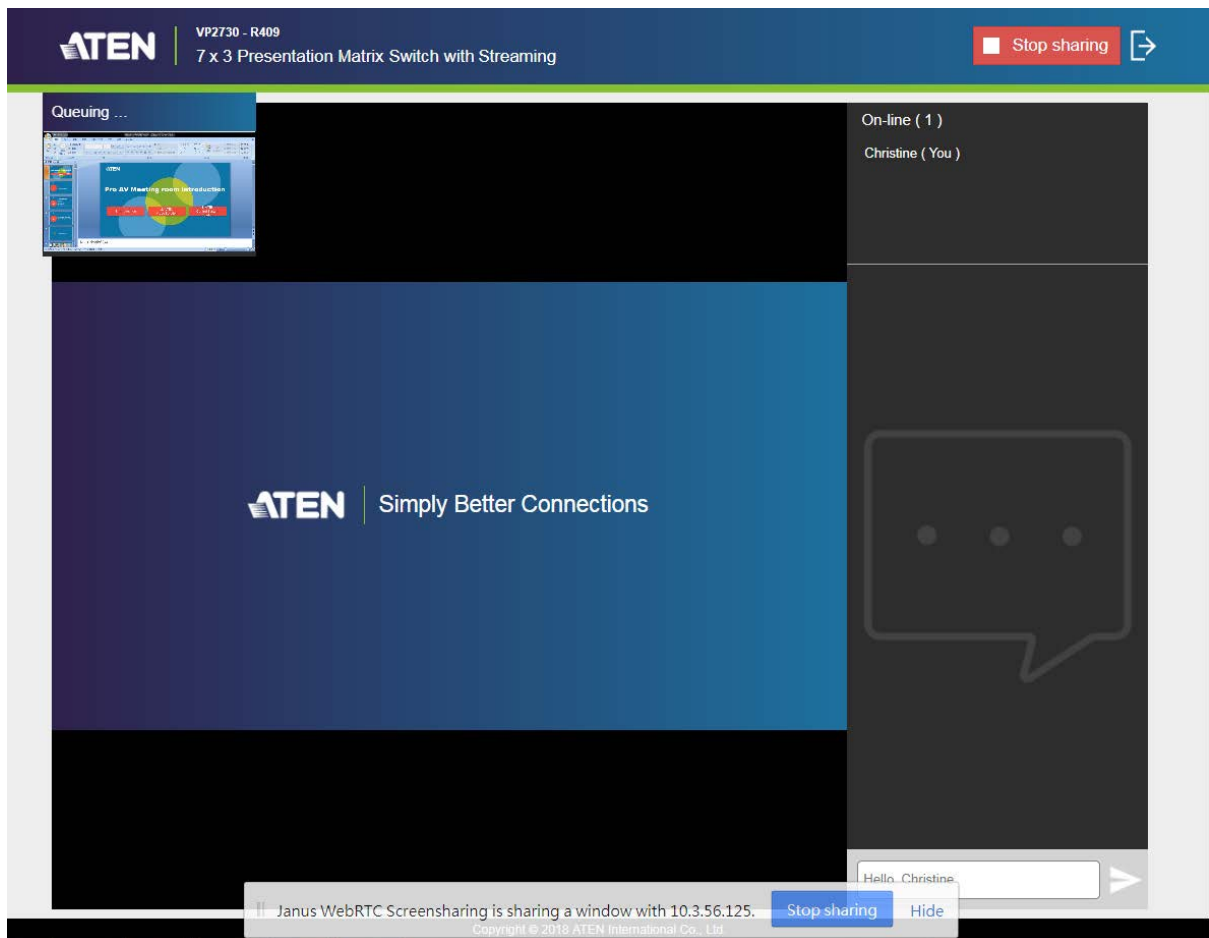 ATEN
VP2730 - R409
7 x 3 Presentation Matrix Switch with Streaming
Stop sharing
Queuing ...
ATEN
Pro AV Meeting room introduction
On-line ( 1 )
Christine ( You )
ATEN
Simply Better Connections
Hello, Christine
Janus WebRTC Screensharing is sharing a window with 10.3.56.125.
Stop sharing
Hide
Copyright © 2018 ATEN International Co., Ltd.